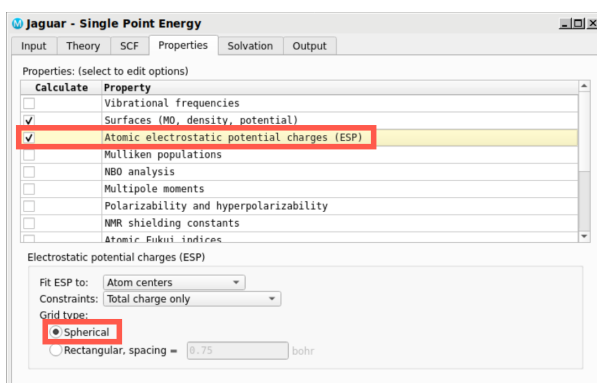 Jaguar - Single Point Energy
Input Theory SCF Properties Solvation Output
Properties: (select to edit options)
Calculate Property
Vibrational frequencies
Surfaces (MO, density, potential)
Atomic electrostatic potential charges (ESP)
Mulliken populations
NBO analysis
Multipole moments
Polarizability and hyperpolarizability
NMR shielding constants
Atomic Fukui indices
Electrostatic potential charges (ESP)
Fit ESP to: Atom centers
Constraints: Total charge only
Grid type:
Spherical
Rectangular, spacing = 0.75 bohr